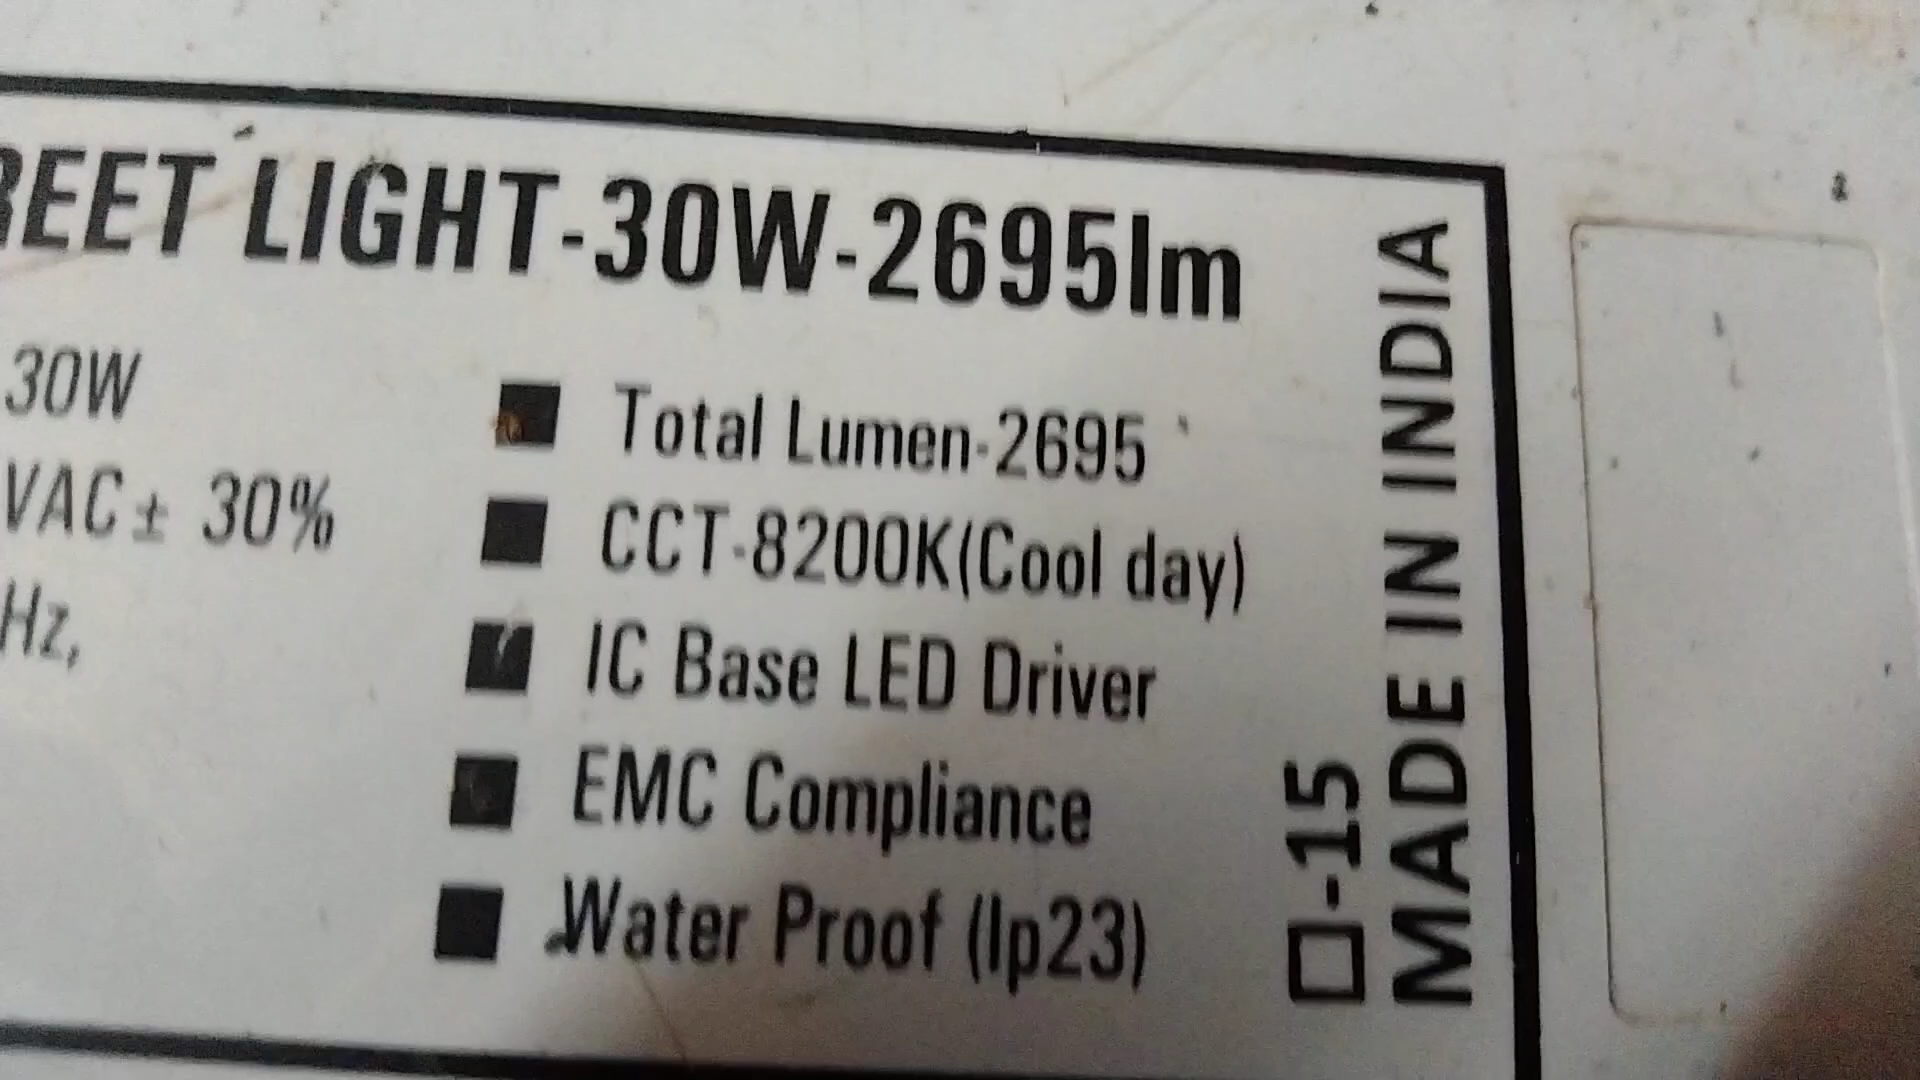 REET LIGHT-30W-2695lm
30W
VAC± 30%
Hz,
Total Lumen-2695
CCT-8200K(Cool day)
IC Base LED Driver
EMC Compliance
Water Proof (Ip23)
□-15
MADE IN INDIA